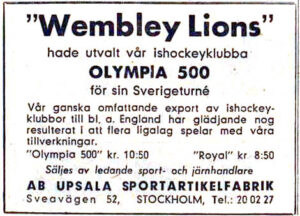 "Wembley Lions"
hade utvalt vår ishockeyklubba
OLYMPIA 500
för sin Sverigeturné
Vår ganska omfattande export av ishockey-
klubbor till bl. a. England har glädjande nog
resulterat i att flera ligalag spelar med våra
tillverkningar.
"Olympia 500" kr. 10:50 "Royal" kr. 8:50
Säljes av ledande sport- och järnhandlare
AB UPSALA SPORTARTIKELFABRIK
Sveavägen 52, STOCKHOLM, Tel.: 20 02 27